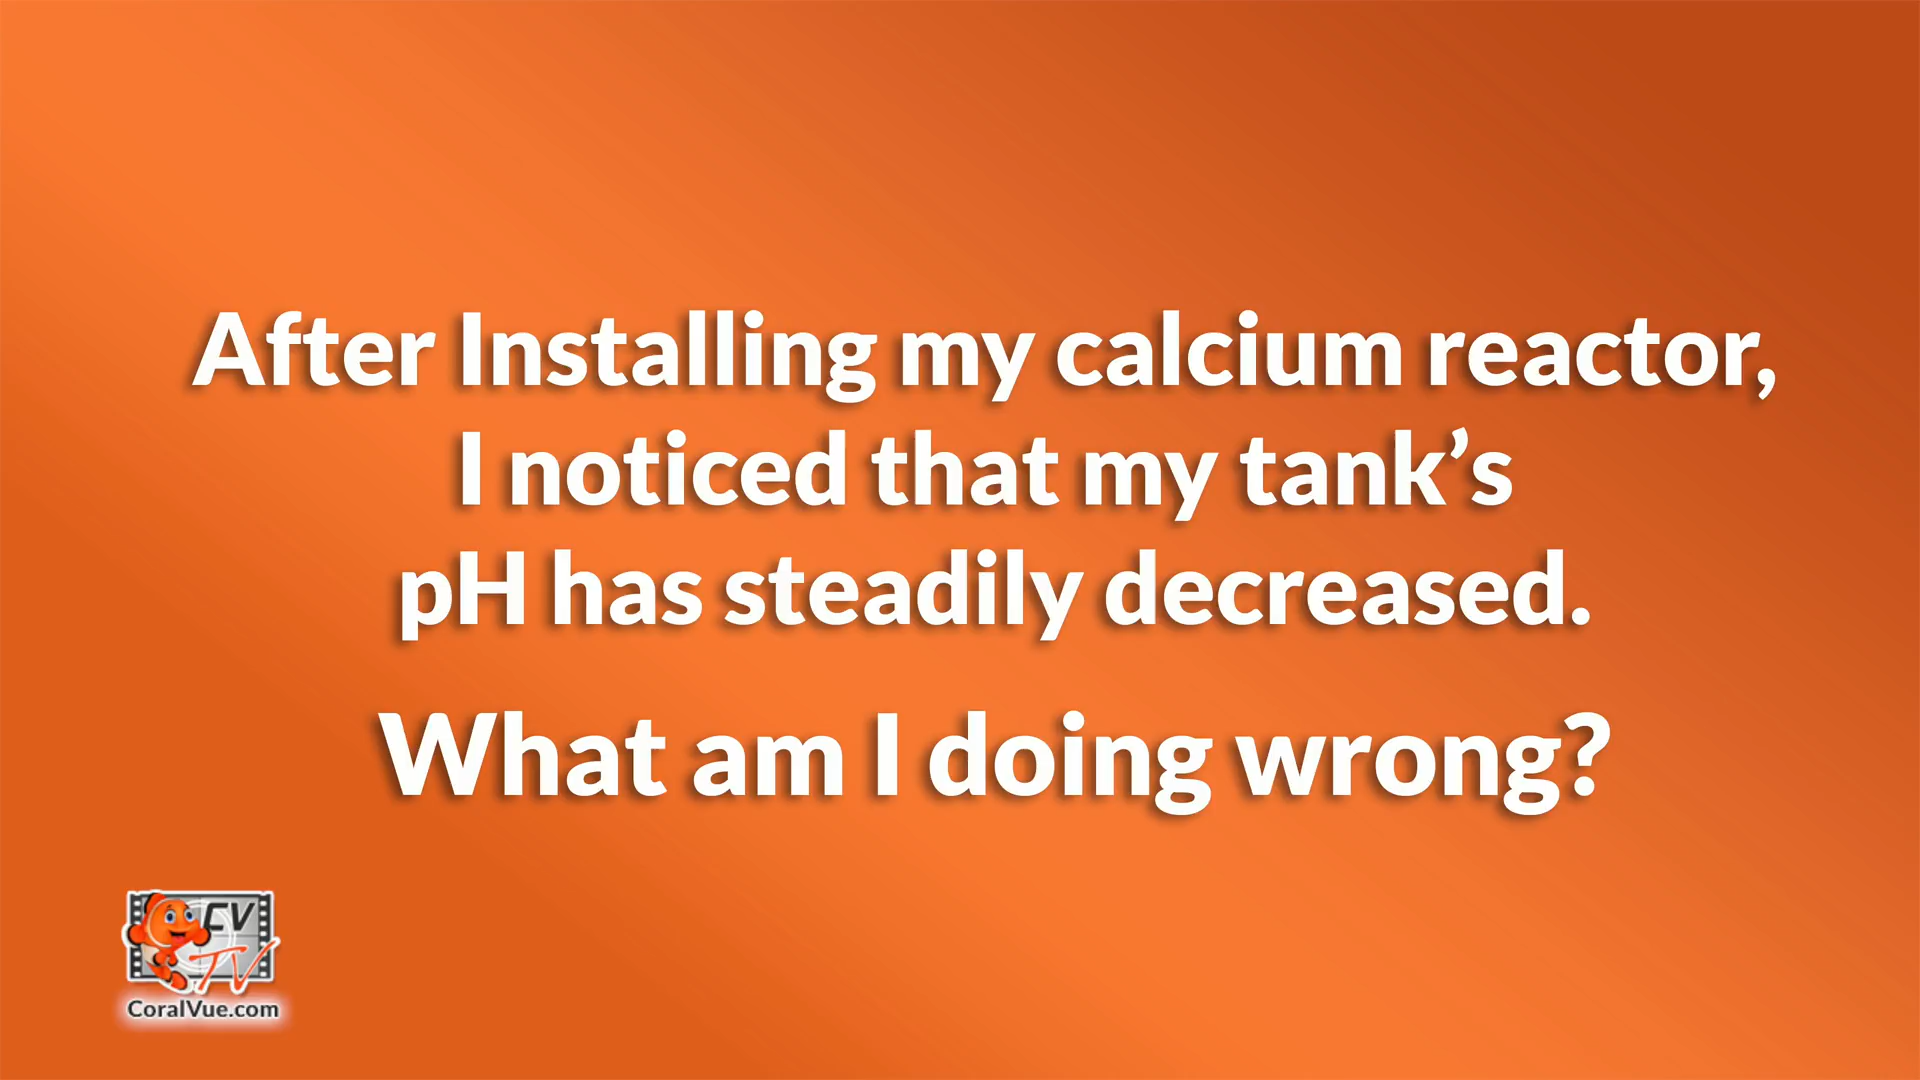 After Installing my calcium reactor,
I noticed that my tank’s
pH has steadily decreased.
What am I doing wrong?
CV
TV
CoralVue.com